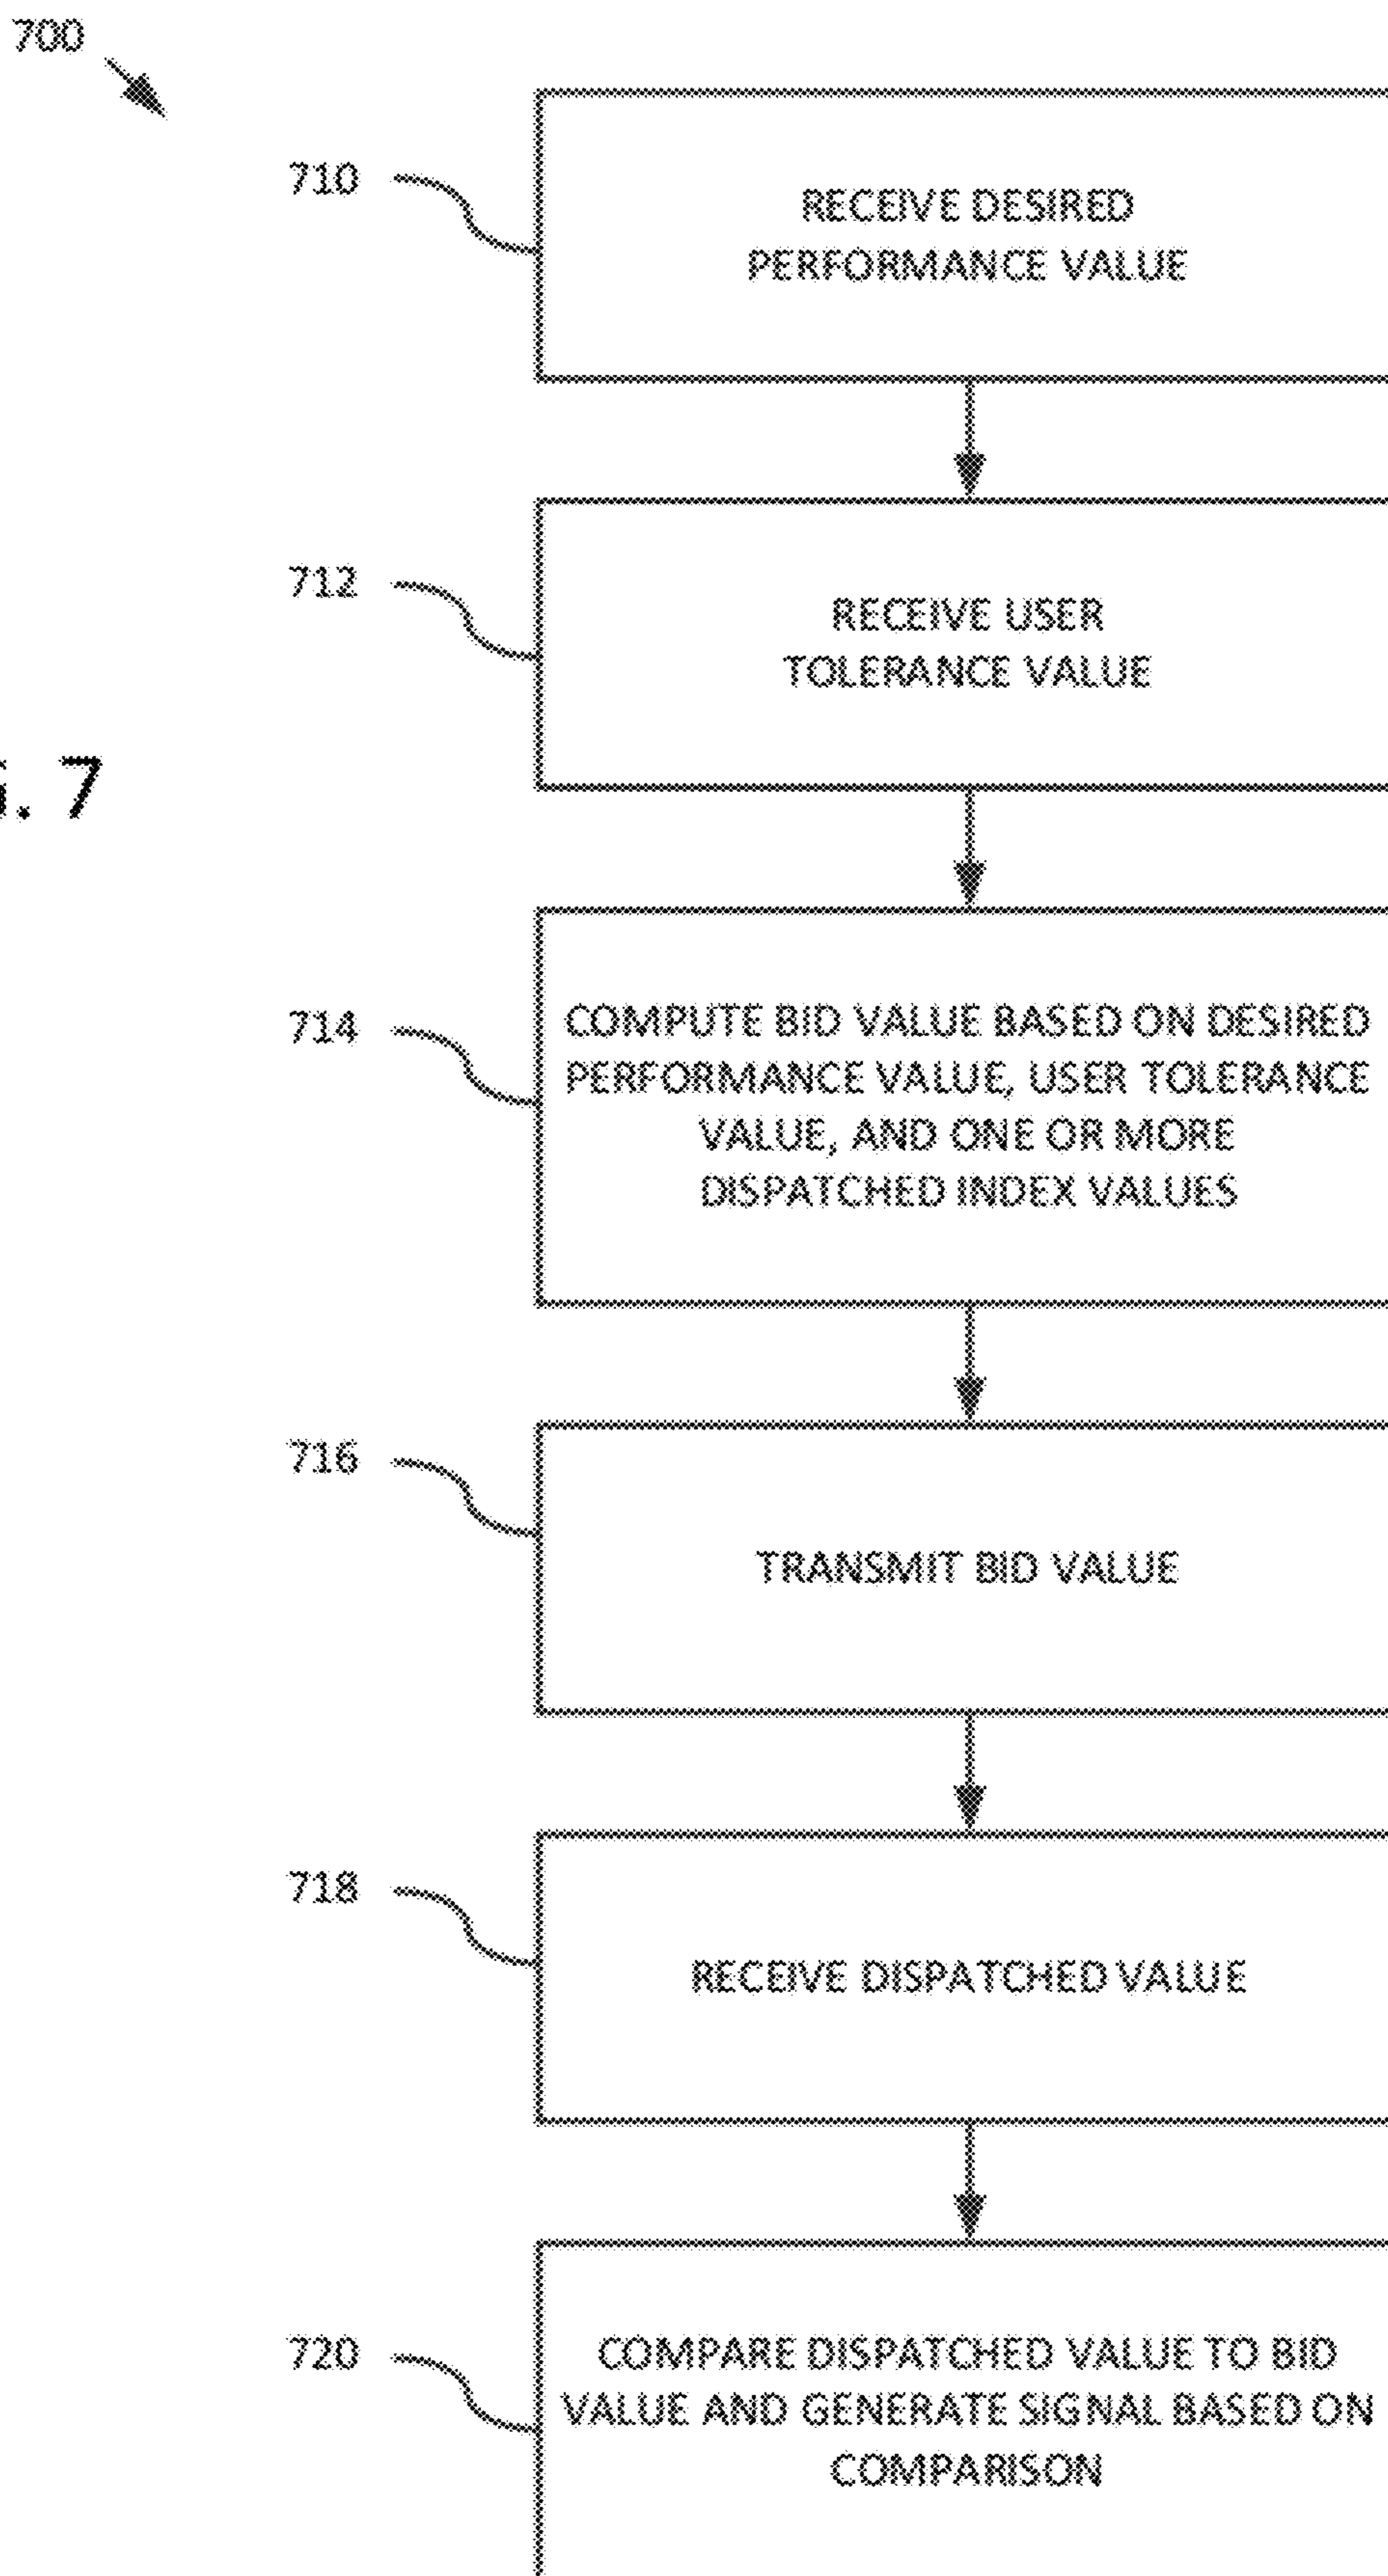 700
710
RECEIVE DESIRED
PERFORMANCE VALUE
712
RECEIVE USER
TOLERANCE VALUE
. 7
714
COMPUTE BID VALUE BASED ON DESIRED
PERFORMANCE VALUE, USER TOLERANCE
VALUE, AND ONE OR MORE
DISPATCHED INDEX VALUES
716
TRANSMIT BID VALUE
718
RECEIVE DISPATCHED VALUE
720
COMPARE DISPATCHED VALUE TO BID
VALUE AND GENERATE SIGNAL BASED ON
COMPARISON